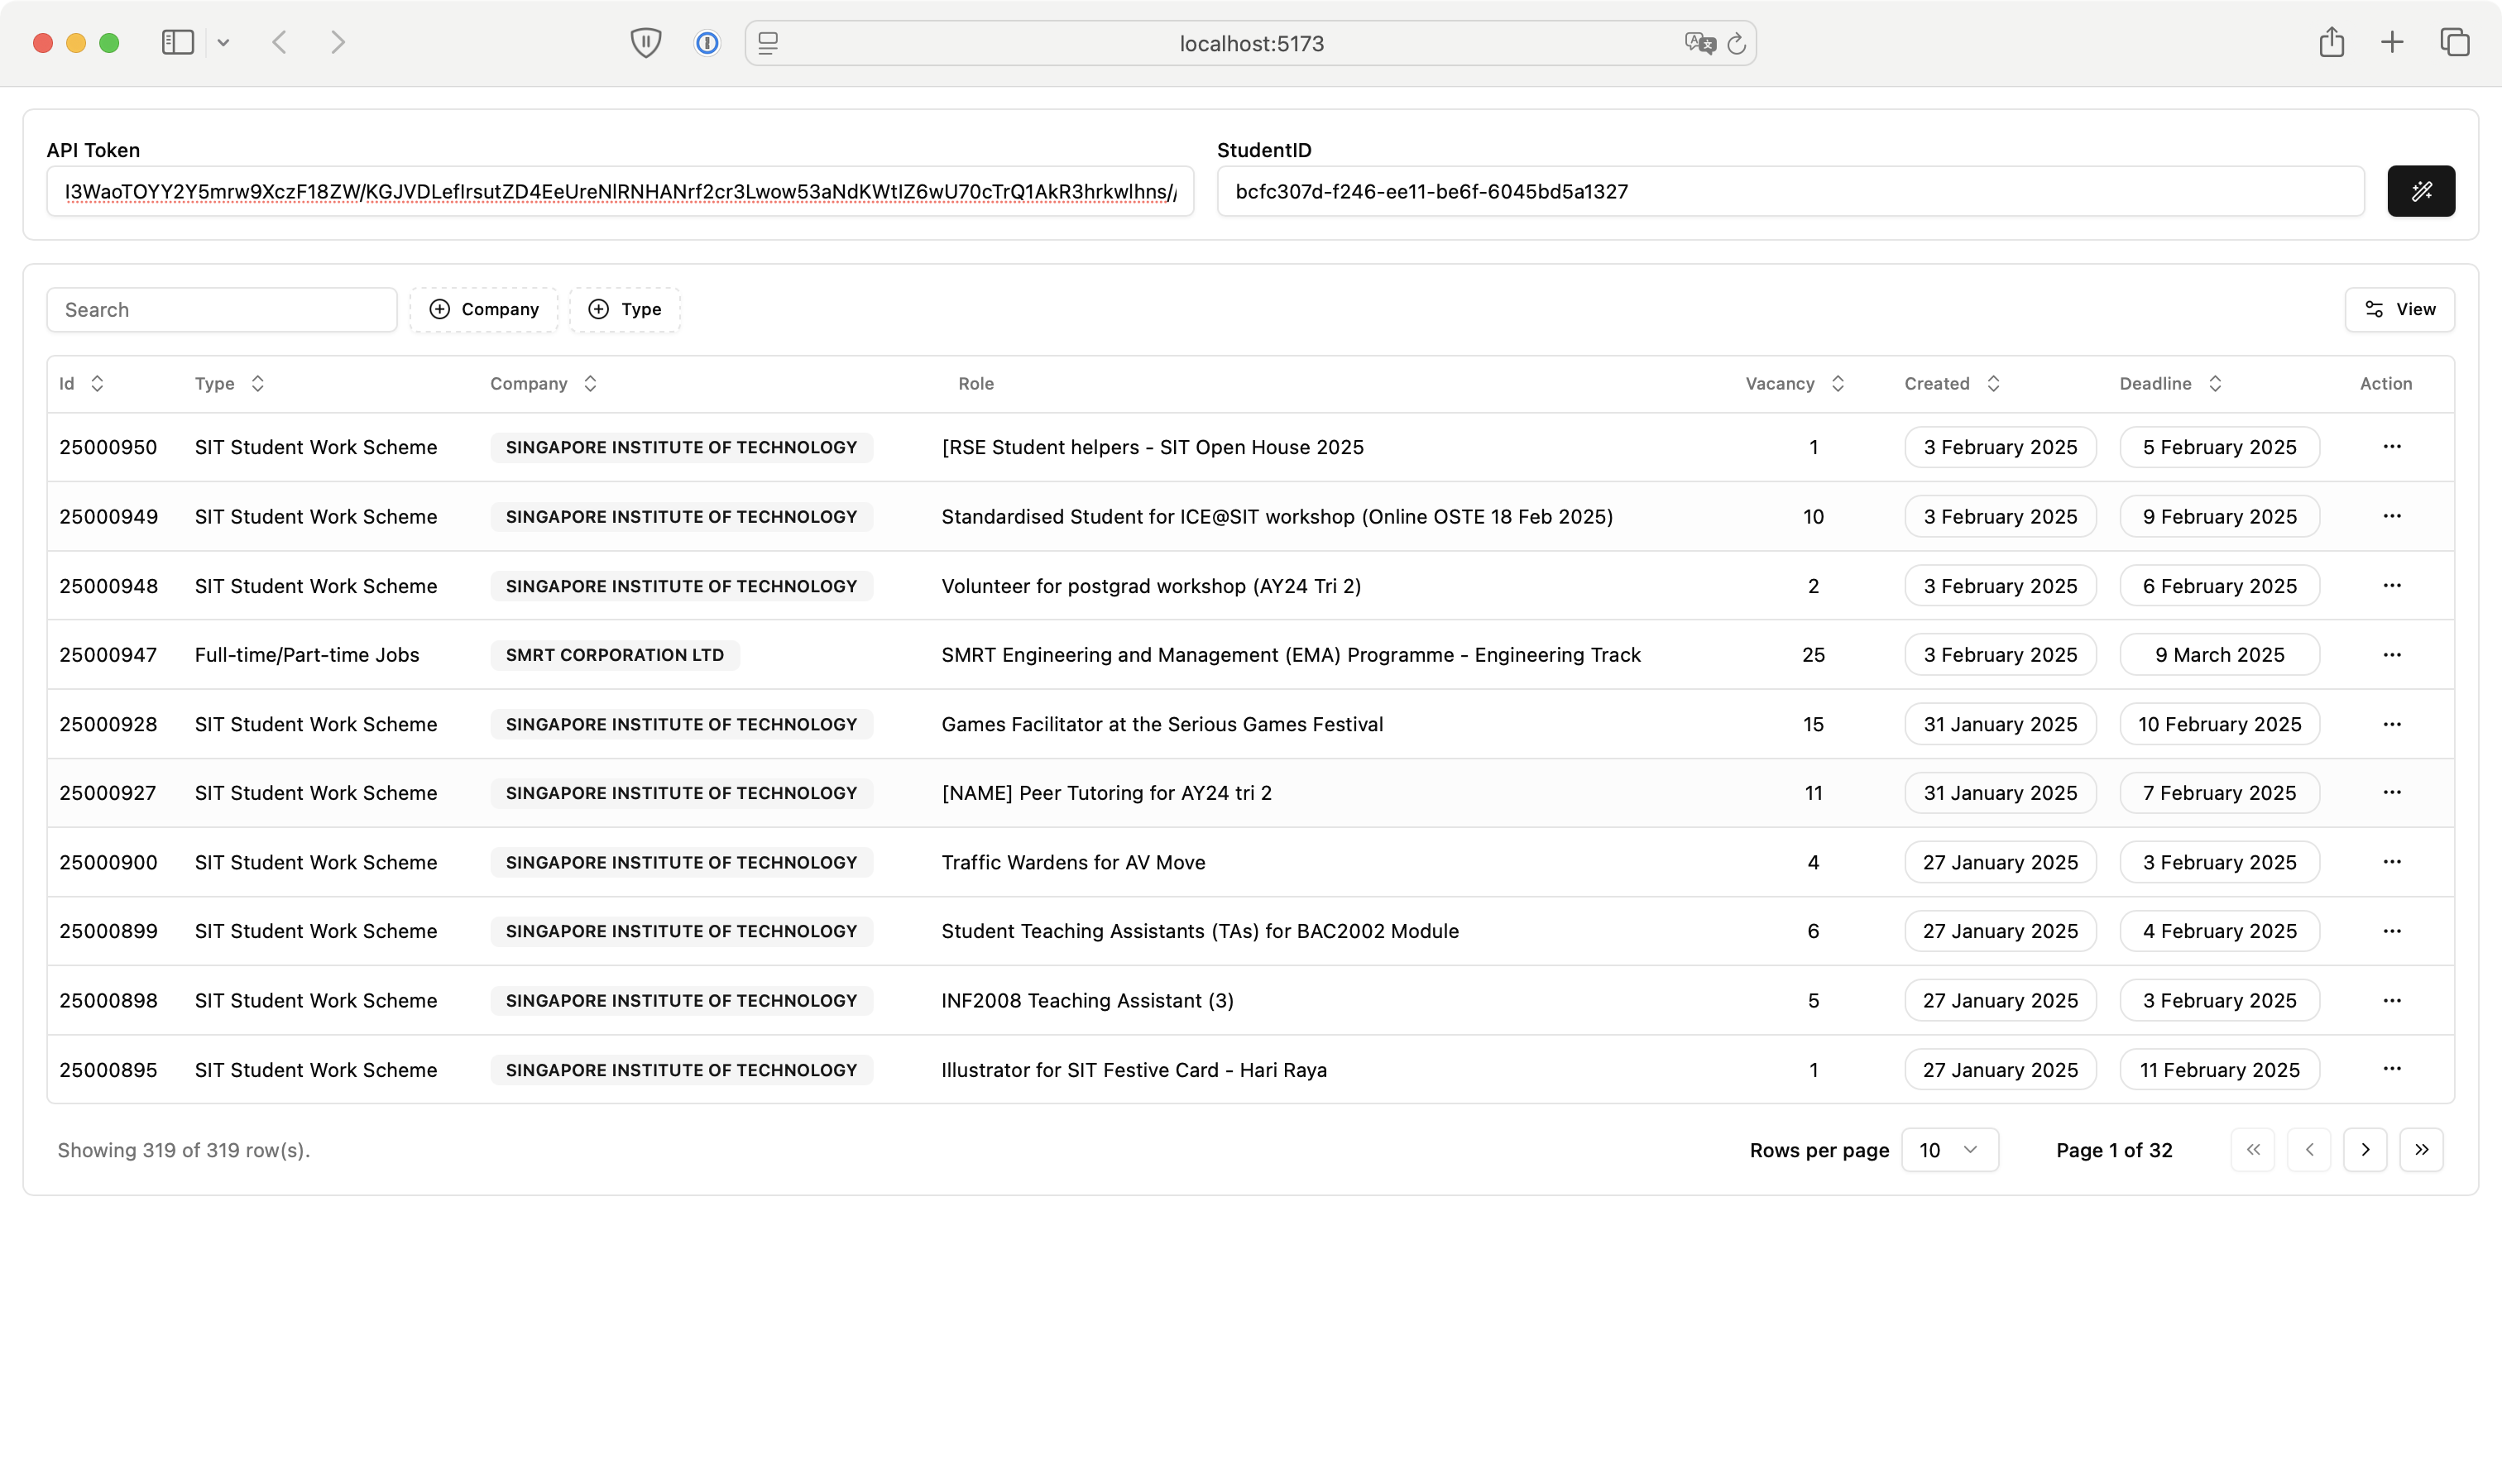 localhost:5173
API Token
StudentID
I3WaoTOYY2Y5mrw9XczF18ZW/KGJVDLefIrsutZD4EeUreNlRNHANrf2cr3Lwow53aNdKWtIZ6wU70cTrQ1AkR3hrkwlhns//
bcfc307d-f246-ee11-be6f-6045bd5a1327
Search
Company
Type
View
Id Type Company Role Vacancy Created Deadline Action
25000950 SIT Student Work Scheme SINGAPORE INSTITUTE OF TECHNOLOGY [RSE Student helpers - SIT Open House 2025 1 3 February 2025 5 February 2025 ...
25000949 SIT Student Work Scheme SINGAPORE INSTITUTE OF TECHNOLOGY Standardised Student for ICE@SIT workshop (Online OSTE 18 Feb 2025) 10 3 February 2025 9 February 2025 ...
25000948 SIT Student Work Scheme SINGAPORE INSTITUTE OF TECHNOLOGY Volunteer for postgrad workshop (AY24 Tri 2) 2 3 February 2025 6 February 2025 ...
25000947 Full-time/Part-time Jobs SMRT CORPORATION LTD SMRT Engineering and Management (EMA) Programme - Engineering Track 25 3 February 2025 9 March 2025 ...
25000928 SIT Student Work Scheme SINGAPORE INSTITUTE OF TECHNOLOGY Games Facilitator at the Serious Games Festival 15 31 January 2025 10 February 2025 ...
25000927 SIT Student Work Scheme SINGAPORE INSTITUTE OF TECHNOLOGY [NAME] Peer Tutoring for AY24 tri 2 11 31 January 2025 7 February 2025 ...
25000900 SIT Student Work Scheme SINGAPORE INSTITUTE OF TECHNOLOGY Traffic Wardens for AV Move 4 27 January 2025 3 February 2025 ...
25000899 SIT Student Work Scheme SINGAPORE INSTITUTE OF TECHNOLOGY Student Teaching Assistants (TAs) for BAC2002 Module 6 27 January 2025 4 February 2025 ...
25000898 SIT Student Work Scheme SINGAPORE INSTITUTE OF TECHNOLOGY INF2008 Teaching Assistant (3) 5 27 January 2025 3 February 2025 ...
25000895 SIT Student Work Scheme SINGAPORE INSTITUTE OF TECHNOLOGY Illustrator for SIT Festive Card - Hari Raya 1 27 January 2025 11 February 2025 ...
Showing 319 of 319 row(s).
Rows per page 10 Page 1 of 32